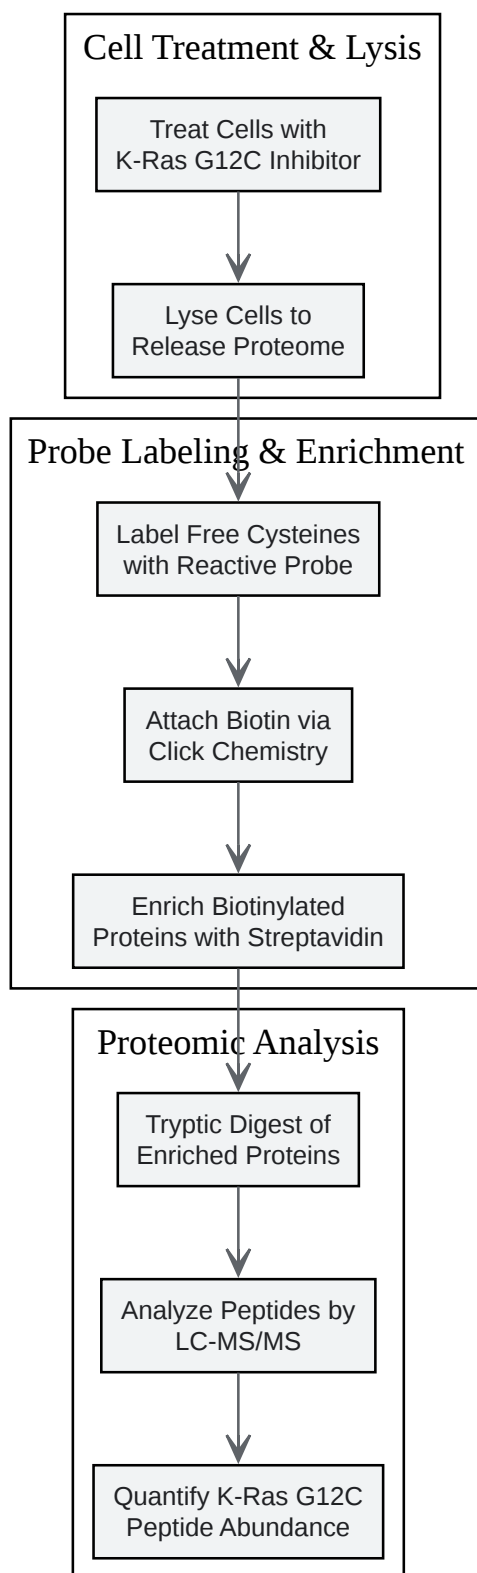 Cell Treatment & Lysis
Treat Cells with
K-Ras G12C Inhibitor
Lyse Cells to
Release Proteome
Probe Labeling & Enrichment
Label Free Cysteines
with Reactive Probe
Attach Biotin via
Click Chemistry
Enrich Biotinylated
Proteins with Streptavidin
Proteomic Analysis
Tryptic Digest of
Enriched Proteins
Analyze Peptides by
LC-MS/MS
Quantify K-Ras G12C
Peptide Abundance